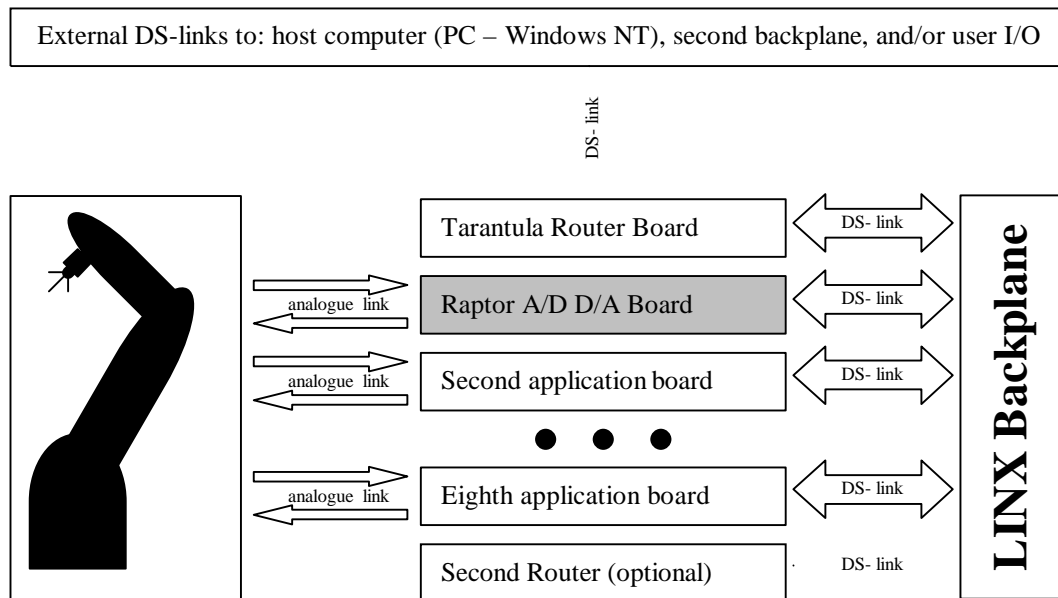 External DS-links to: host computer (PC – Windows NT), second backplane, and/or user I/O
DS- link
Tarantula Router Board
DS- link
analogue link
Raptor A/D D/A Board
DS- link
analogue link
Second application board
DS- link
analogue link
Eighth application board
DS- link
Second Router (optional)
DS- link
LINX Backplane